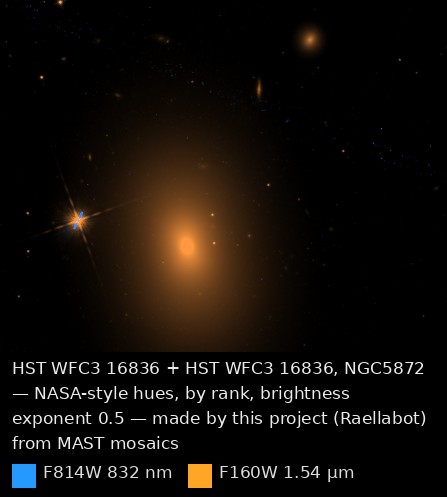 HST WFC3 16836 + HST WFC3 16836, NGC5872
— NASA-style hues, by rank, brightness
exponent 0.5 — made by this project (Raellabot)
from MAST mosaics
F814W 832 nm F160W 1.54 µm